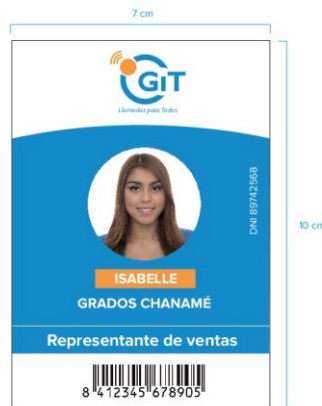 7 cm
GiT
Llamadas para Todos
DNI 89742568
10 cm
ISABELLE
GRADOS CHANAMÉ
Representante de ventas
8 412345 678905